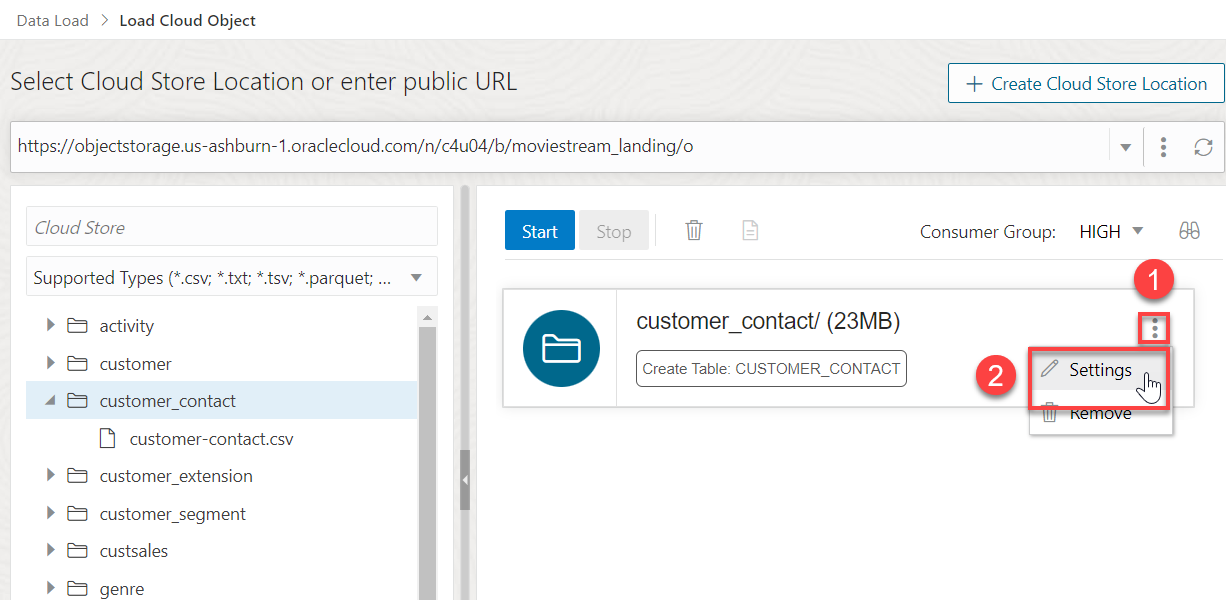 Data Load > Load Cloud Object
Select Cloud Store Location or enter public URL
+ Create Cloud Store Location
https://objectstorage.us-ashburn-1.oraclecloud.com/n/c4u04/b/moviestream_landing/o
Cloud Store
Supported Types (*.csv; *.txt; *.tsv; *.parquet; ...
activity
customer
customer_contact
customer-contact.csv
customer_extension
customer_segment
custsales
genre
Start
Stop
Consumer Group: HIGH
1
customer_contact/ (23MB)
Create Table: CUSTOMER_CONTACT
2
Settings
Remove